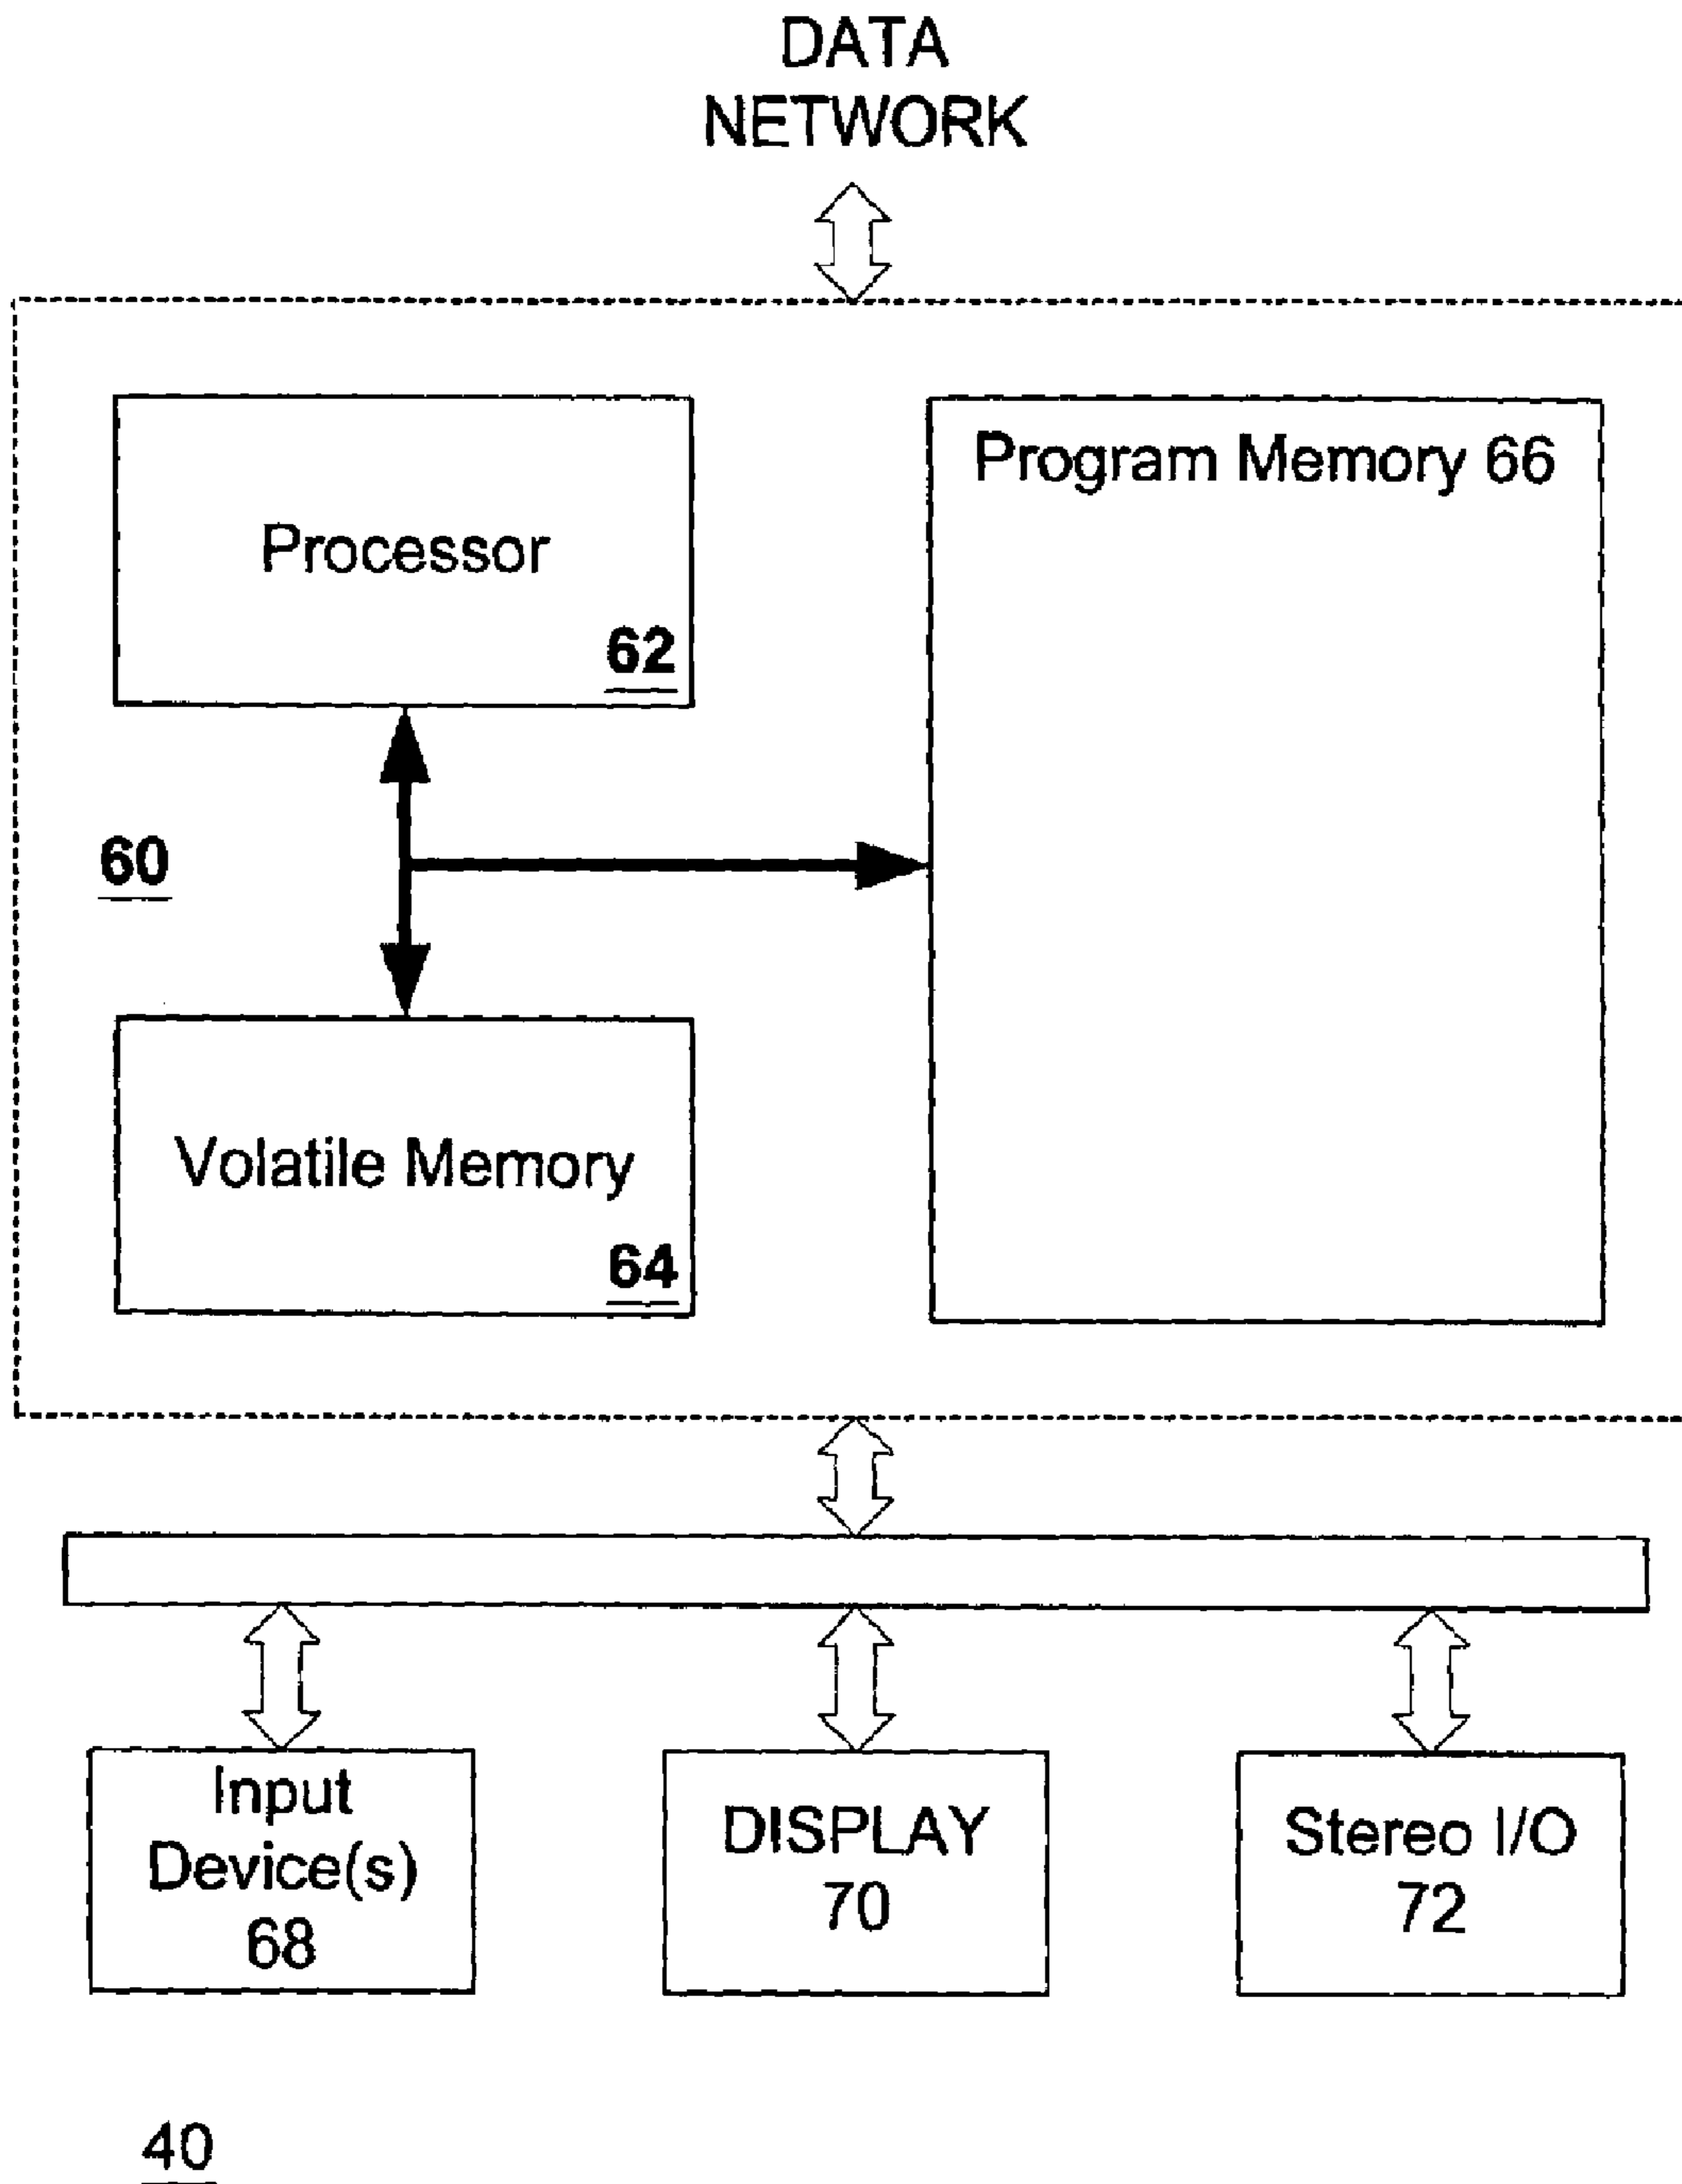 DATA
NETWORK
Processor
62
Program Memory 66
60
Volatile Memory
64
Input
Device(s)
68
DISPLAY
70
Stereo I/O
72
40